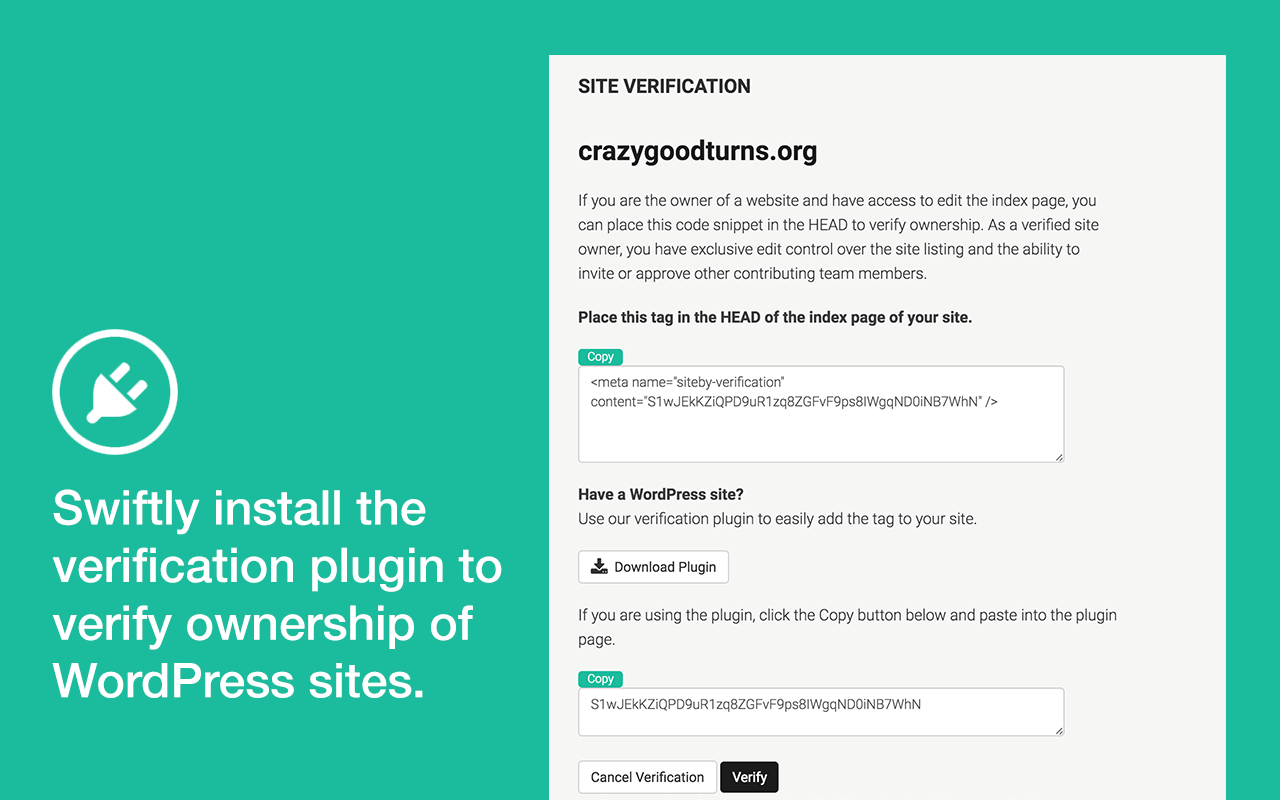 Swiftly install the
verification plugin to
verify ownership of
WordPress sites.
SITE VERIFICATION
crazygoodturns.org
If you are the owner of a website and have access to edit the index page, you
can place this code snippet in the HEAD to verify ownership. As a verified site
owner, you have exclusive edit control over the site listing and the ability to
invite or approve other contributing team members.
Place this tag in the HEAD of the index page of your site.
Copy
<meta name="siteby-verification"
content="S1wJEkKZiQPD9uR1zq8ZGFvF9ps8IWgqND0iNB7WhN" />
Have a WordPress site?
Use our verification plugin to easily add the tag to your site.
Download Plugin
If you are using the plugin, click the Copy button below and paste into the plugin
page.
Copy
S1wJEkKZiQPD9uR1zq8ZGFvF9ps8IWgqND0iNB7WhN
Cancel Verification Verify